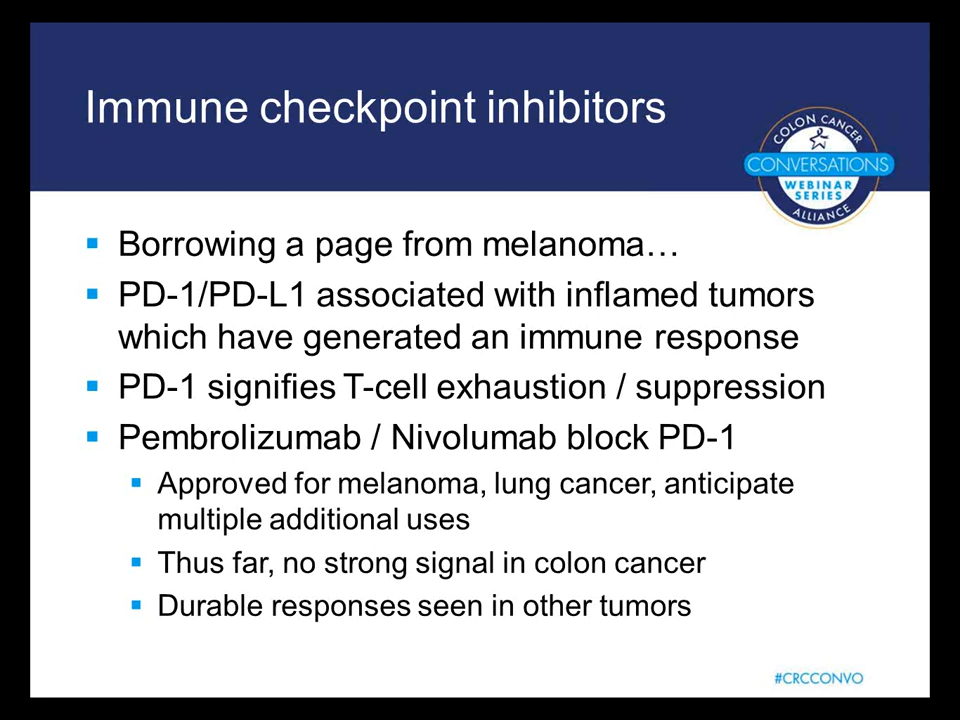 Immune checkpoint inhibitors
COLON CANCER
CONVERSATIONS
WEBINAR
SERIES
ALLIANCE
Borrowing a page from melanoma…
PD-1/PD-L1 associated with inflamed tumors
which have generated an immune response
PD-1 signifies T-cell exhaustion / suppression
Pembrolizumab / Nivolumab block PD-1
Approved for melanoma, lung cancer, anticipate
multiple additional uses
Thus far, no strong signal in colon cancer
Durable responses seen in other tumors
#CRCCONVO